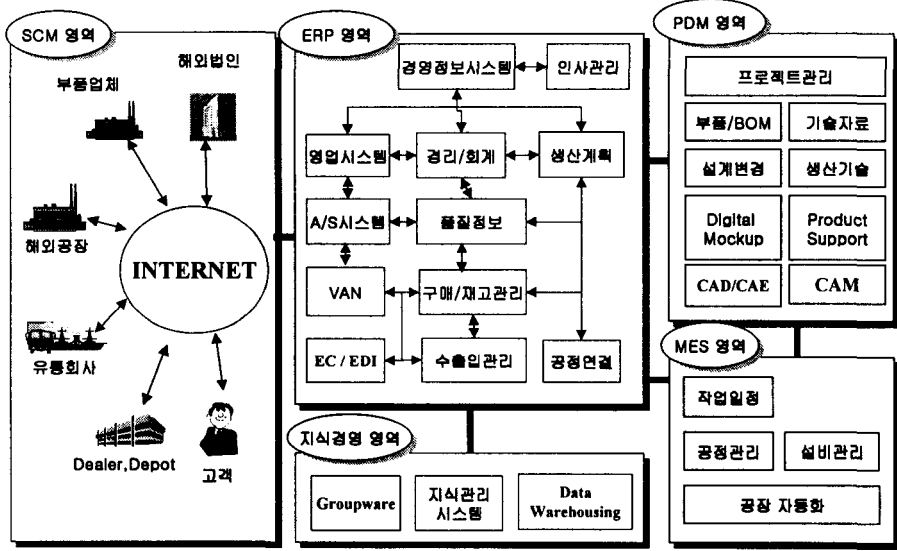 SCM 영역
해외법인
부품업체
해외공장
INTERNET
유통회사
Dealer,Depot
고객
ERP 영역
경영정보시스템
인사관리
영업시스템
경리/회계
생산계획
A/S시스템
품질정보
VAN
구매/재고관리
EC / EDI
수출입관리
공정연결
지식경영 영역
Groupware
지식관리
시스템
Data
Warehousing
PDM 영역
프로젝트관리
부품/BOM
기술자료
설계변경
생산기술
Digital
Mockup
Product
Support
CAD/CAE
CAM
MES 영역
작업일정
공정관리
설비관리
공장 자동화